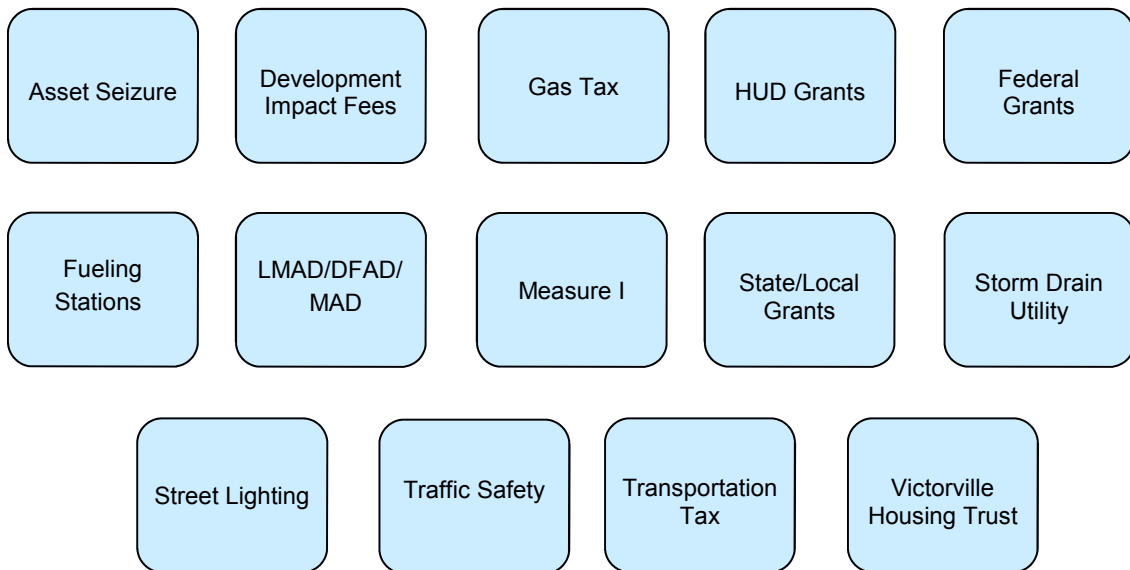 Asset Seizure
Development
Impact Fees
Gas Tax
HUD Grants
Federal
Grants
Fueling
Stations
LMAD/DFAD/
MAD
Measure I
State/Local
Grants
Storm Drain
Utility
Street Lighting
Traffic Safety
Transportation
Tax
Victorville
Housing Trust